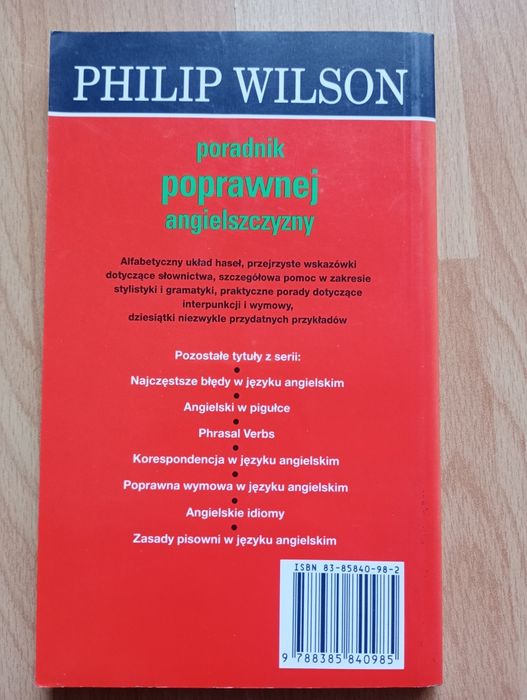 PHILIP WILSON
poradnik
poprawnej
angielszczyzny
Alfabetyczny układ haseł, przejrzyste wskazówki
dotyczące słownictwa, szczegółowa pomoc w zakresie
stylistyki i gramatyki, praktyczne porady dotyczące
interpunkcji i wymowy,
dziesiątki niezwykle przydatnych przykładów
Pozostałe tytuły z serii:
Najczęstsze błędy w języku angielskim
Angielski w pigułce
Phrasal Verbs
Korespondencja w języku angielskim
Poprawna wymowa w języku angielskim
Angielskie idiomy
Zasady pisowni w języku angielskim
ISBN 83-85840-98-2
9 788385 840985